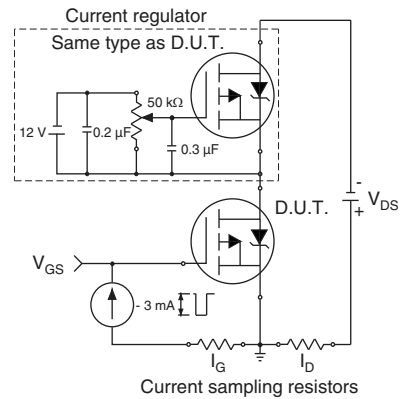 Current regulator
Same type as D.U.T.
50 kΩ
12 V
0.2 µF
0.3 µF
-
+
V_DS
D.U.T.
V_GS
- 3 mA
I_G
I_D
Current sampling resistors